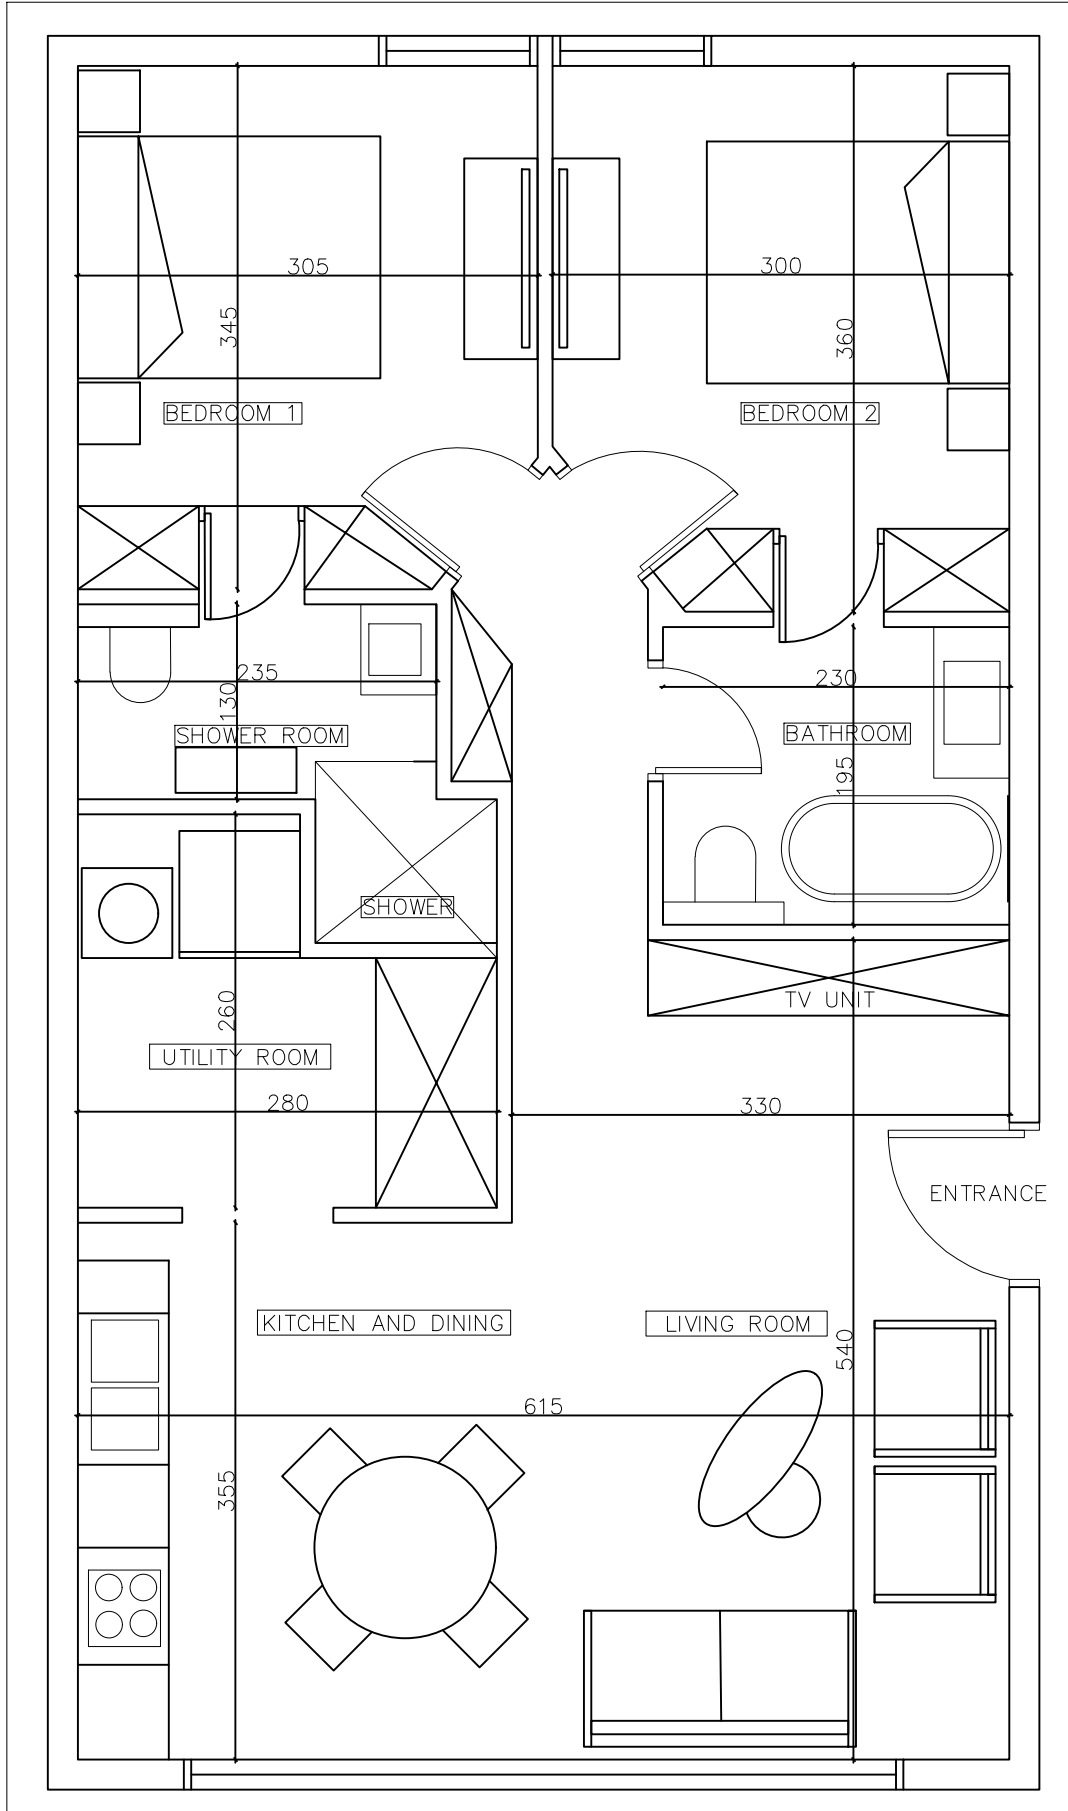 305
300
345
360
BEDROOM 1
BEDROOM 2
235
230
130
SHOWER ROOM
BATHROOM
195
SHOWER
TV UNIT
260
UTILITY ROOM
280
330
ENTRANCE
KITCHEN AND DINING
LIVING ROOM
540
615
355